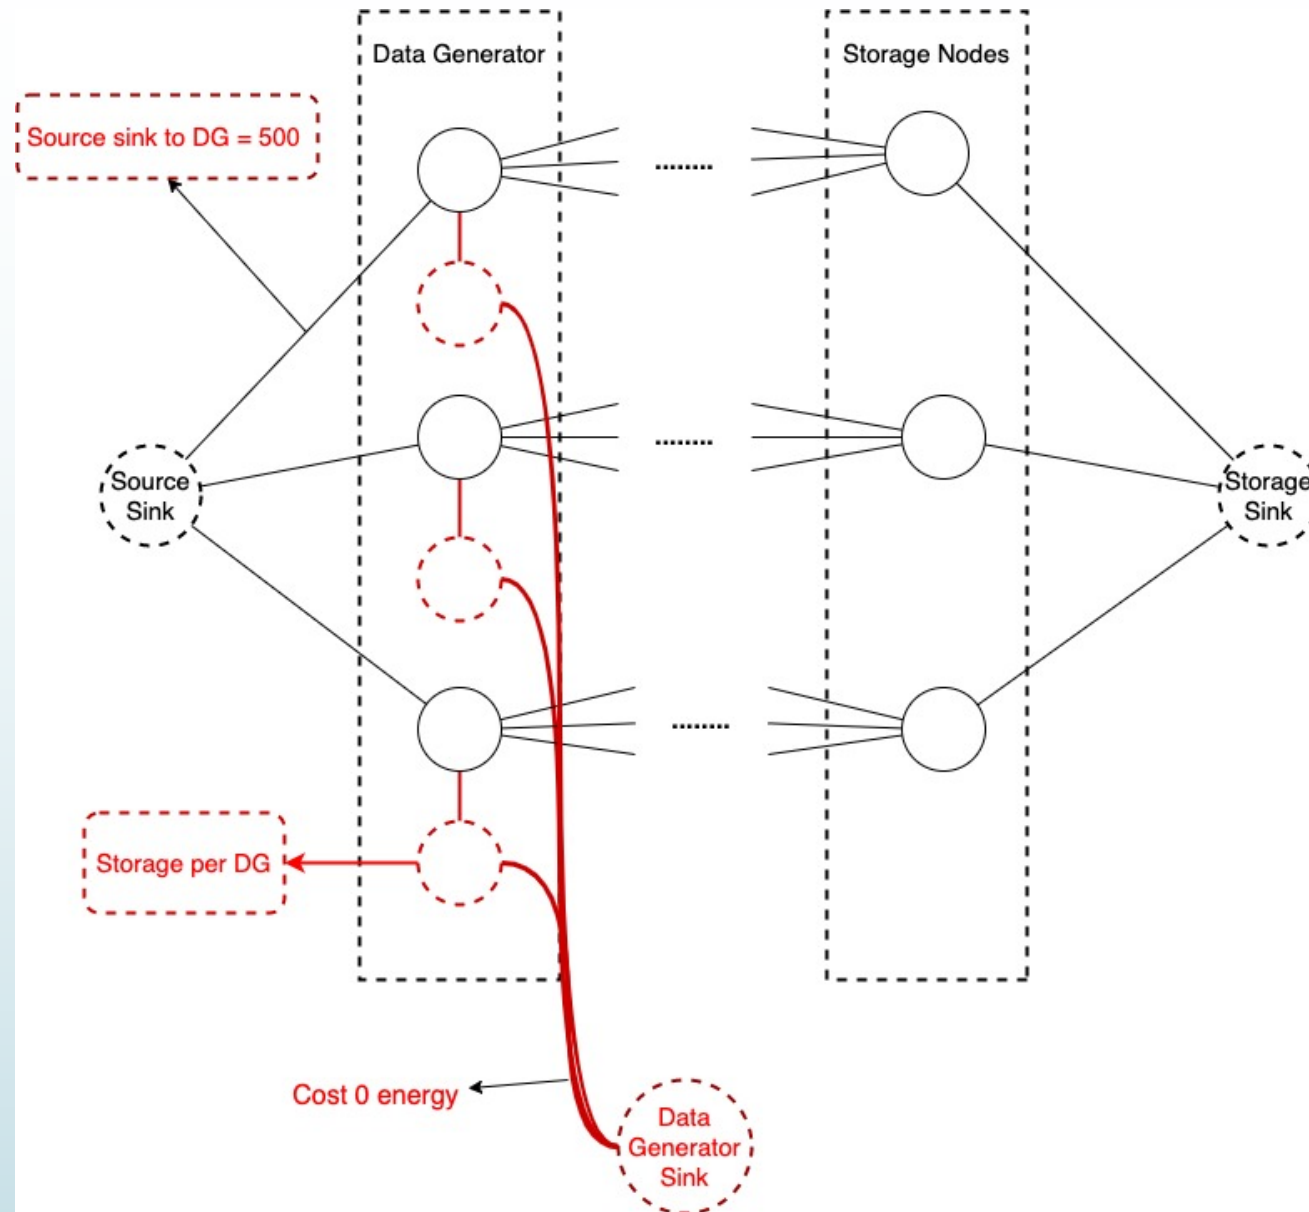 Data Generator
Storage Nodes
Source sink to DG = 500
........
........
Source
Sink
Storage
Sink
........
Storage per DG
Cost 0 energy
Data
Generator
Sink